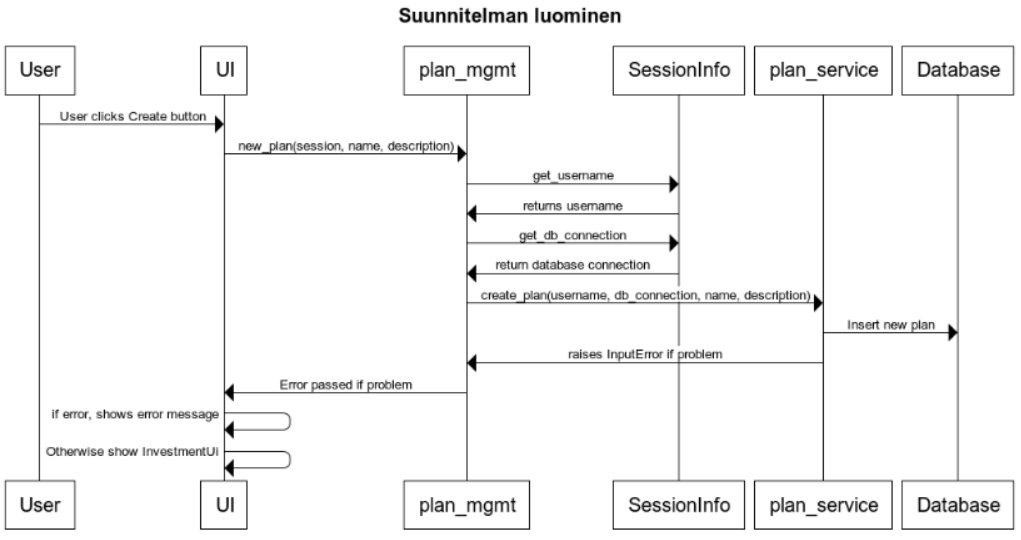 Suunnitelman luominen
User
UI
plan_mgmt
SessionInfo
plan_service
Database
User clicks Create button
new_plan(session, name, description)
get_username
returns username
get_db_connection
return database connection
create_plan(username, db_connection, name, description)
Insert new plan
raises InputError if problem
Error passed if problem
if error, shows error message
Otherwise show InvestmentUi
User
UI
plan_mgmt
SessionInfo
plan_service
Database